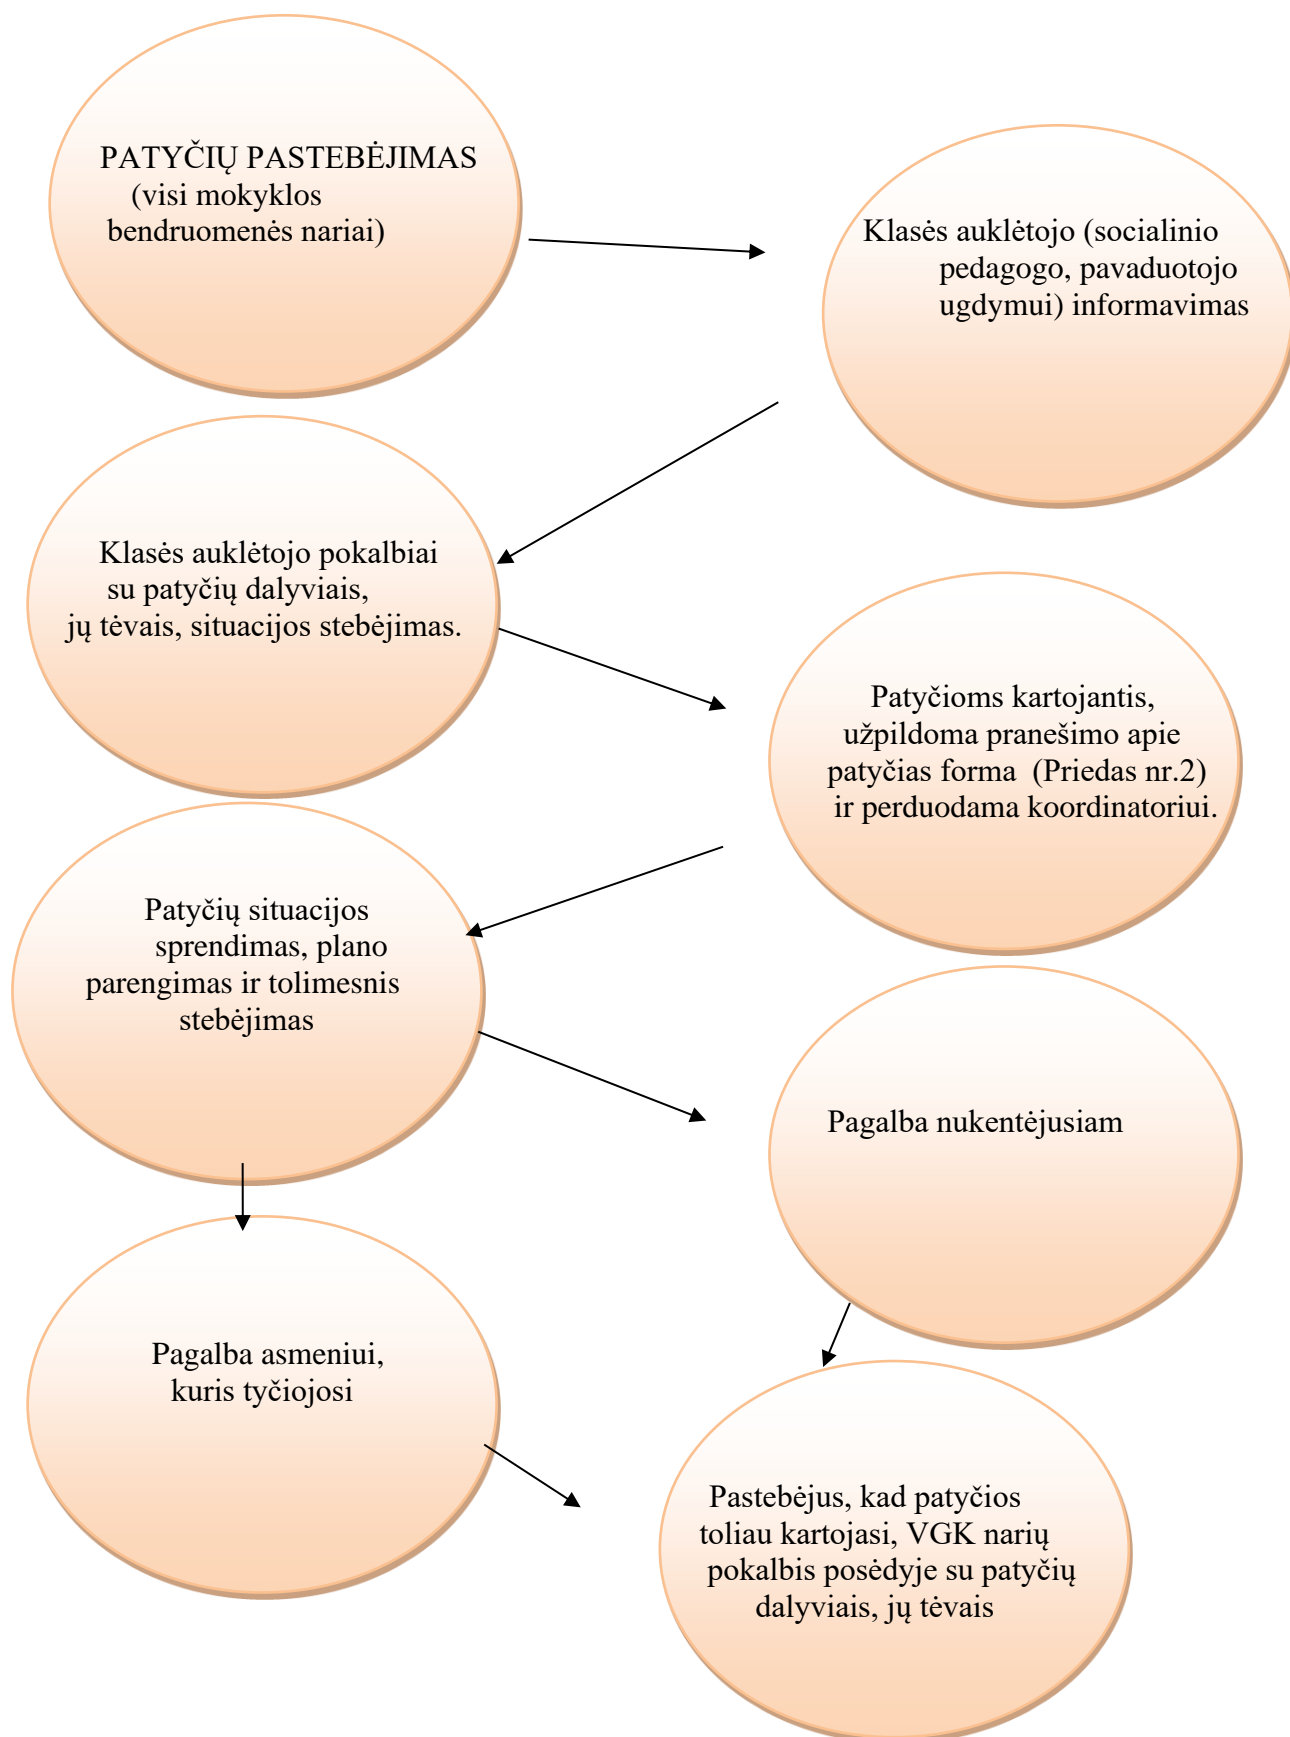 PATYČIŲ PASTEBĖJIMAS
(visi mokyklos
bendruomenės nariai)
Klasės auklėtojo (socialinio
pedagogo, pavaduotojo
ugdymui) informavimas
Klasės auklėtojo pokalbiai
su patyčių dalyviais,
jų tėvais, situacijos stebėjimas.
Patyčioms kartojantis,
užpildoma pranešimo apie
patyčias forma (Priedas nr.2)
ir perduodama koordinatoriui.
Patyčių situacijos
sprendimas, plano
parengimas ir tolimesnis
stebėjimas
Pagalba nukentėjusiam
Pagalba asmeniui,
kuris tyčiojosi
Pastebėjus, kad patyčios
toliau kartojasi, VGK narių
pokalbis posėdyje su patyčių
dalyviais, jų tėvais